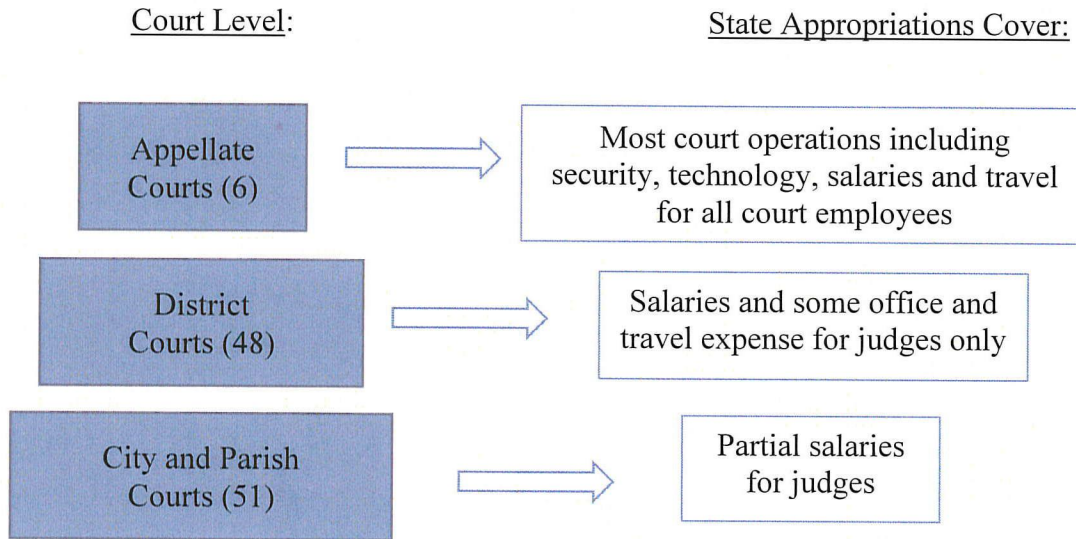 Court Level:
State Appropriations Cover:
Appellate
Courts (6)
Most court operations including
security, technology, salaries and travel
for all court employees
District
Courts (48)
Salaries and some office and
travel expense for judges only
City and Parish
Courts (51)
Partial salaries
for judges